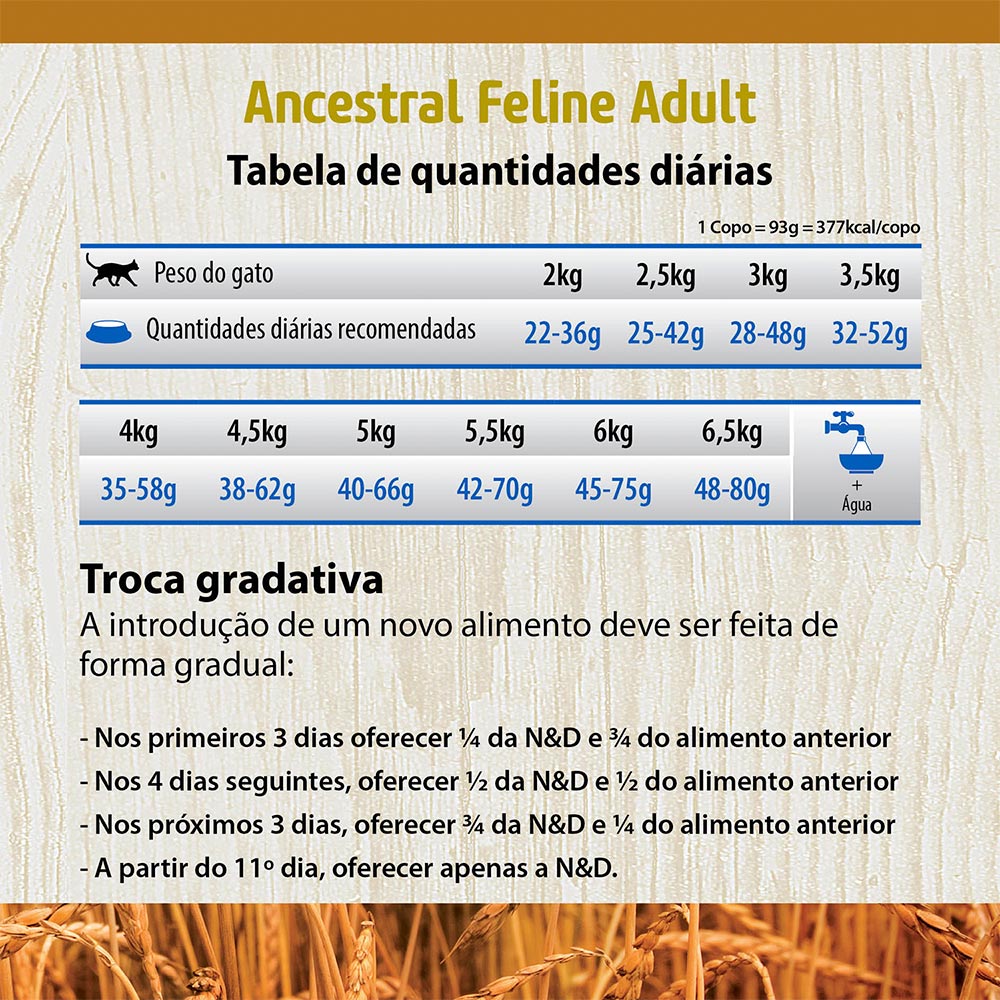 Ancestral Feline Adult
Tabela de quantidades diárias
1 Copo = 93g = 377kcal/copo
Peso do gato 2kg 2,5kg 3kg 3,5kg
Quantidades diárias recomendadas 22-36g 25-42g 28-48g 32-52g
4kg 4,5kg 5kg 5,5kg 6kg 6,5kg
35-58g 38-62g 40-66g 42-70g 45-75g 48-80g
+
Água
Troca gradativa
A introdução de um novo alimento deve ser feita de
forma gradual:
- Nos primeiros 3 dias oferecer ¼ da N&D e ¾ do alimento anterior
- Nos 4 dias seguintes, oferecer ½ da N&D e ½ do alimento anterior
- Nos próximos 3 dias, oferecer ¾ da N&D e ¼ do alimento anterior
- A partir do 11º dia, oferecer apenas a N&D.